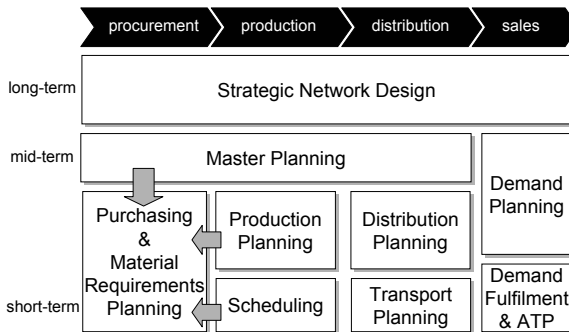 procurement production distribution sales
long-term
Strategic Network Design
mid-term
Master Planning
Demand
Planning
Purchasing
&
Material
Requirements
Planning
Production
Planning
Distribution
Planning
short-term
Scheduling
Transport
Planning
Demand
Fulfilment
& ATP